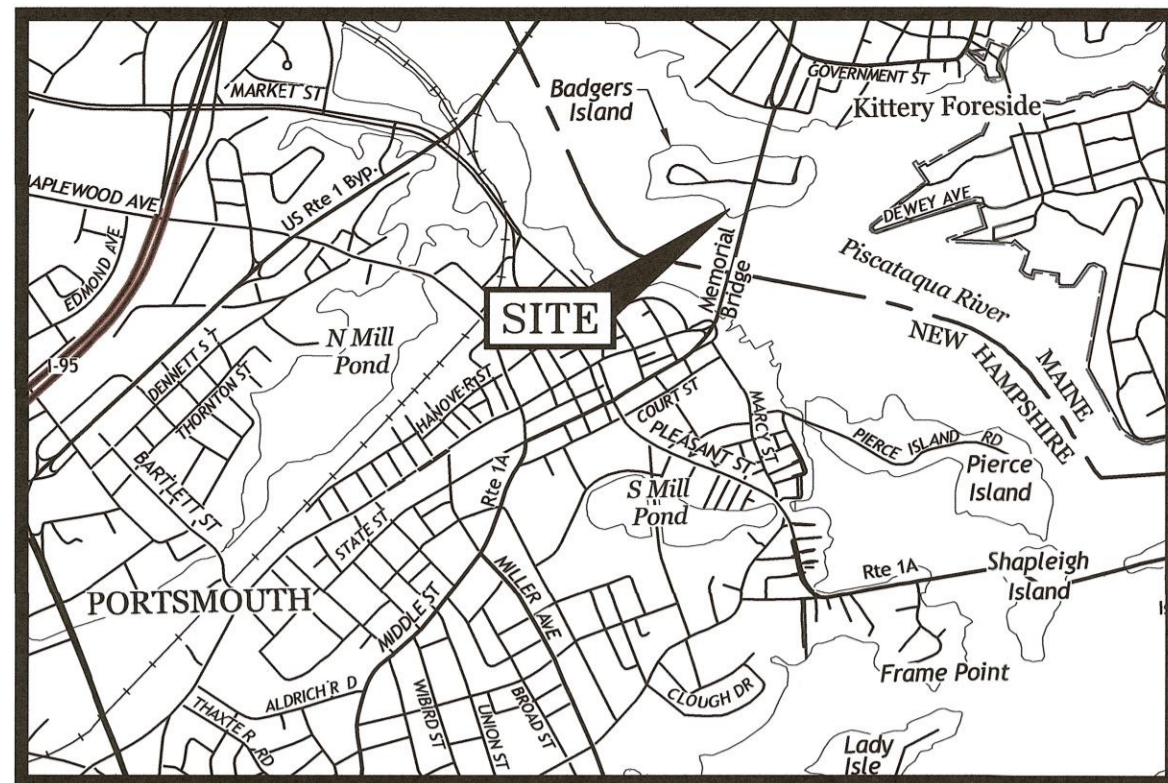 MARKET ST
GOVERNMENT ST
Badgers
Island
Kittery Foreside
APLEWOOD AVE
US Rte 1 Byp.
DEWEY AVE
EDMOND AVE
Memorial
Bridge
Piscataqua River
SITE
N Mill
Pond
NEW HAMPSHIRE
MAINE
I-95
DENNETT ST
THORNTON ST
HANOVER ST
COURT ST
MARCY ST
PLEASANT ST
PIERCE ISLAND RD
Pierce
Island
BARTLETT ST
Rte 1A
S Mill
Pond
STATE ST
Rte 1A
Shapleigh
Island
PORTSMOUTH
MIDDLE ST
MILLER AVE
Frame Point
ALDRICH RD
CLOUGH DR
THAXTER RD
WIBIRD ST
UNION ST
BROAD ST
Lady
Isle